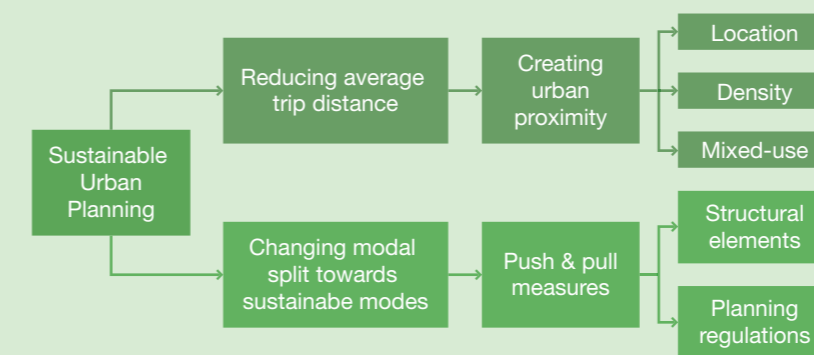 Sustainable
Urban
Planning
Reducing average
trip distance
Creating
urban
proximity
Location
Density
Mixed-use
Changing modal
split towards
sustainabe modes
Push & pull
measures
Structural
elements
Planning
regulations